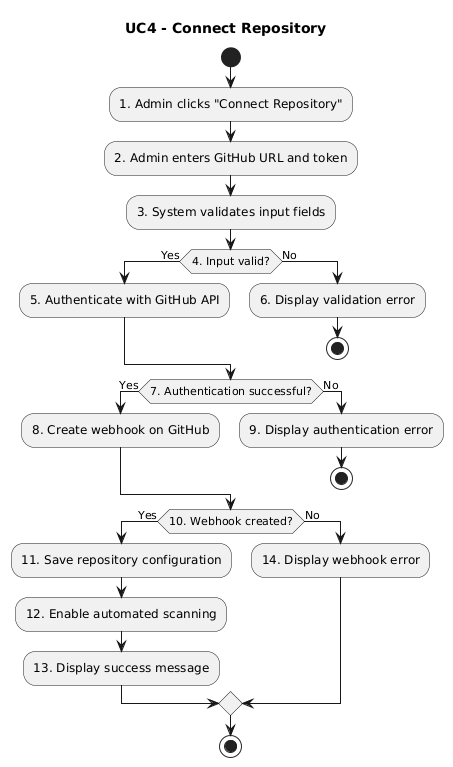 UC4 - Connect Repository
1. Admin clicks "Connect Repository"
2. Admin enters GitHub URL and token
3. System validates input fields
Yes
4. Input valid?
No
5. Authenticate with GitHub API
6. Display validation error
Yes
7. Authentication successful?
No
8. Create webhook on GitHub
9. Display authentication error
Yes
10. Webhook created?
No
11. Save repository configuration
14. Display webhook error
12. Enable automated scanning
13. Display success message